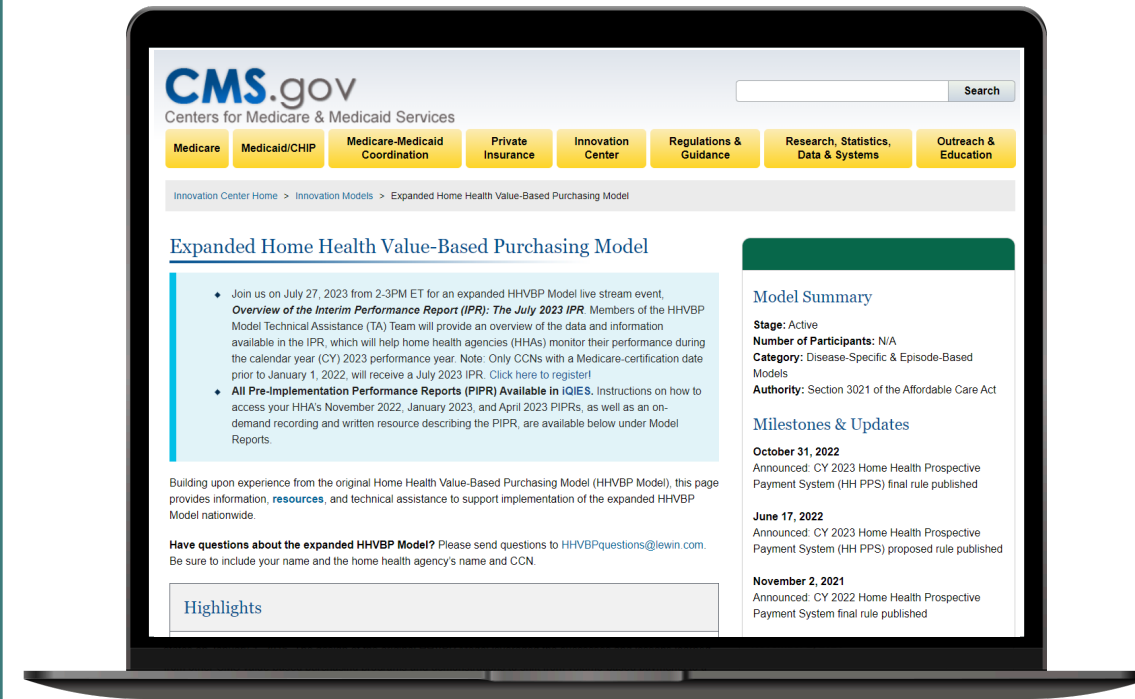 CMS.gov
Centers for Medicare & Medicaid Services
Search
Medicare
Medicaid/CHIP
Medicare-Medicaid
Coordination
Private
Insurance
Innovation
Center
Regulations &
Guidance
Research, Statistics,
Data & Systems
Outreach &
Education
Innovation Center Home > Innovation Models > Expanded Home Health Value-Based Purchasing Model
Expanded Home Health Value-Based Purchasing Model
◆ Join us on July 27, 2023 from 2-3PM ET for an expanded HHVBP Model live stream event,
Overview of the Interim Performance Report (IPR): The July 2023 IPR. Members of the HHVBP
Model Technical Assistance (TA) Team will provide an overview of the data and information
available in the IPR, which will help home health agencies (HHAs) monitor their performance during
the calendar year (CY) 2023 performance year. Note: Only CCNs with a Medicare-certification date
prior to January 1, 2022, will receive a July 2023 IPR. Click here to register!
◆ All Pre-Implementation Performance Reports (PIPR) Available in iQIES. Instructions on how to
access your HHA's November 2022, January 2023, and April 2023 PIPRs, as well as an on-
demand recording and written resource describing the PIPR, are available below under Model
Reports.
Building upon experience from the original Home Health Value-Based Purchasing Model (HHVBP Model), this page
provides information, resources, and technical assistance to support implementation of the expanded HHVBP
Model nationwide.
Have questions about the expanded HHVBP Model? Please send questions to HHVBPquestions@lewin.com.
Be sure to include your name and the home health agency's name and CCN.
Highlights
Model Summary
Stage: Active
Number of Participants: N/A
Category: Disease-Specific & Episode-Based
Models
Authority: Section 3021 of the Affordable Care Act
Milestones & Updates
October 31, 2022
Announced: CY 2023 Home Health Prospective
Payment System (HH PPS) final rule published
June 17, 2022
Announced: CY 2023 Home Health Prospective
Payment System (HH PPS) proposed rule published
November 2, 2021
Announced: CY 2022 Home Health Prospective
Payment System final rule published